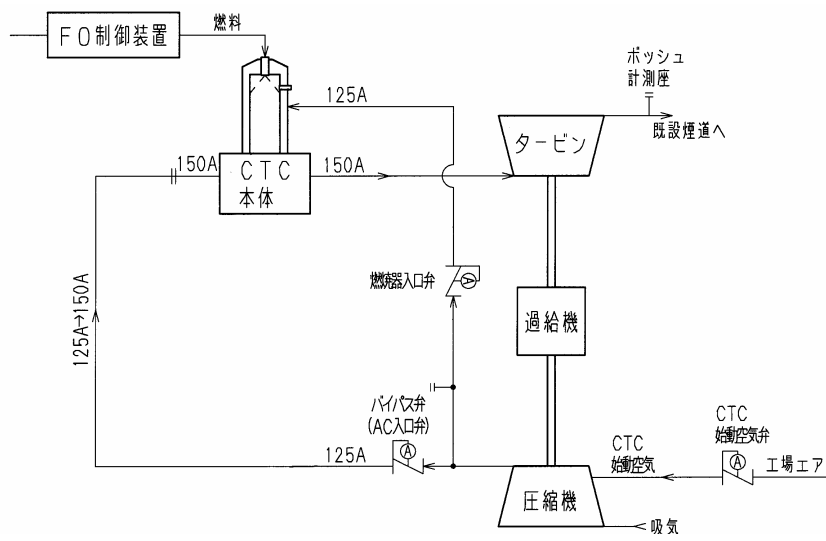 FO制御装置
燃料
ボッシュ
計測座
既設煙道へ
125A
タービン
150A
CTC
本体
150A
燃焼器入口弁
Ⓐ
125A→150A
過給機
バイパス弁
(AC入口弁)
Ⓐ
125A
CTC
始動空気
CTC
始動空気弁
Ⓐ
工場エア
圧縮機
吸気